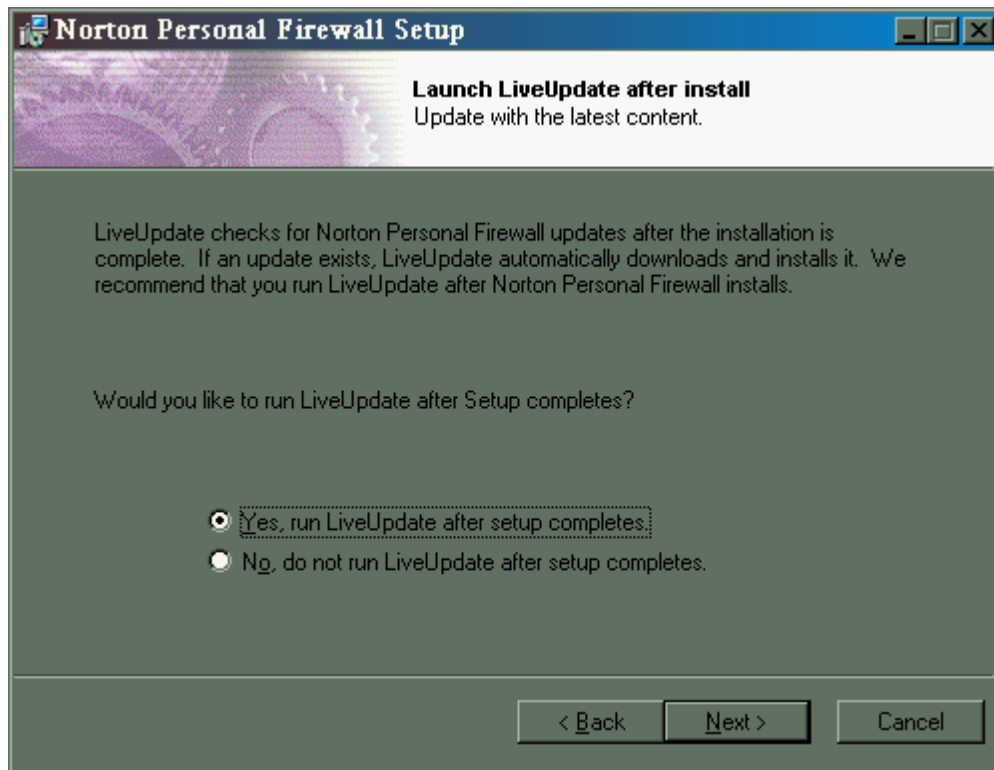 Norton Personal Firewall Setup
Launch LiveUpdate after install
Update with the latest content.
LiveUpdate checks for Norton Personal Firewall updates after the installation is
complete. If an update exists, LiveUpdate automatically downloads and installs it. We
recommend that you run LiveUpdate after Norton Personal Firewall installs.
Would you like to run LiveUpdate after Setup completes?
Yes, run LiveUpdate after setup completes.
No, do not run LiveUpdate after setup completes.
< Back Next > Cancel